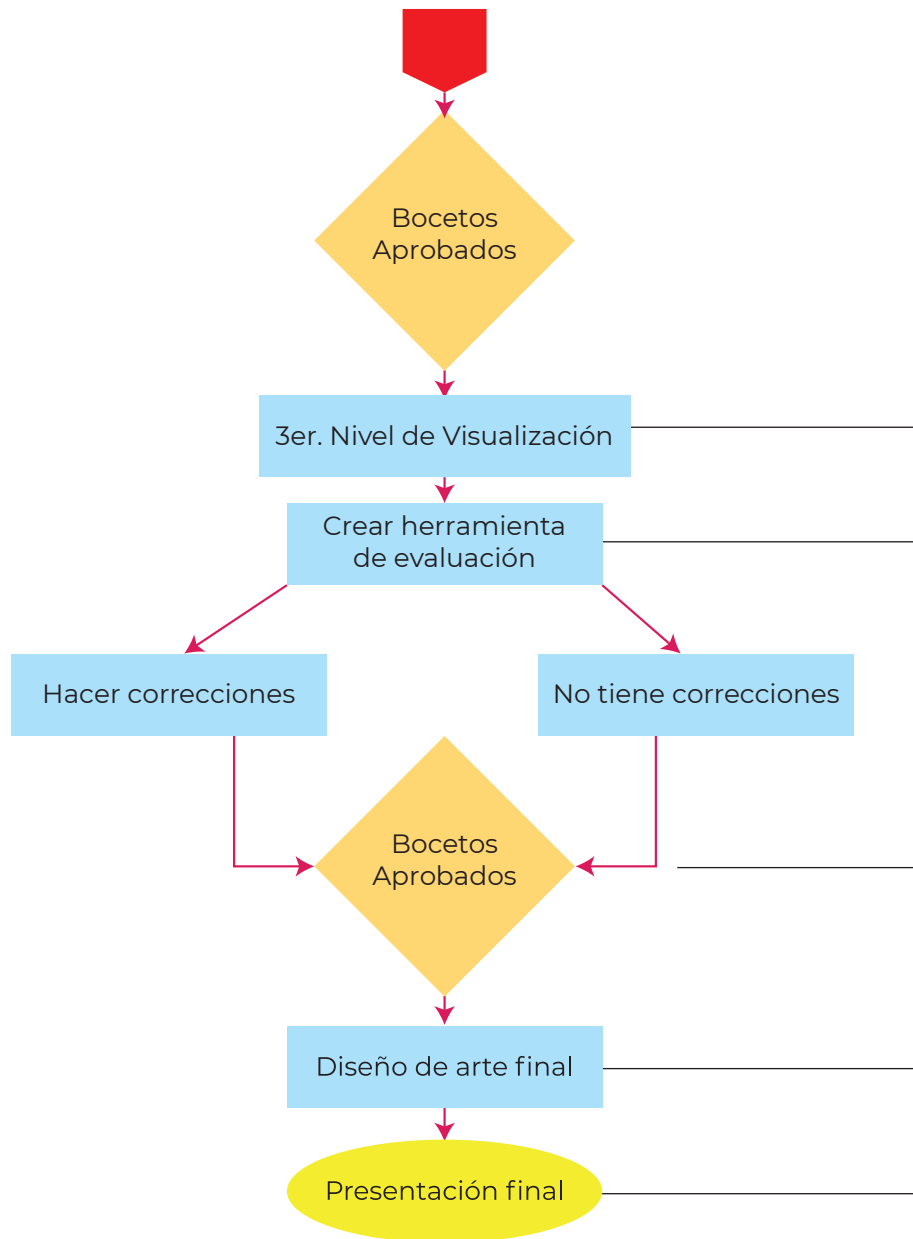 Bocetos
Aprobados
3er. Nivel de Visualización
Crear herramienta
de evaluación
Hacer correcciones
No tiene correcciones
Bocetos
Aprobados
Diseño de arte final
Presentación final